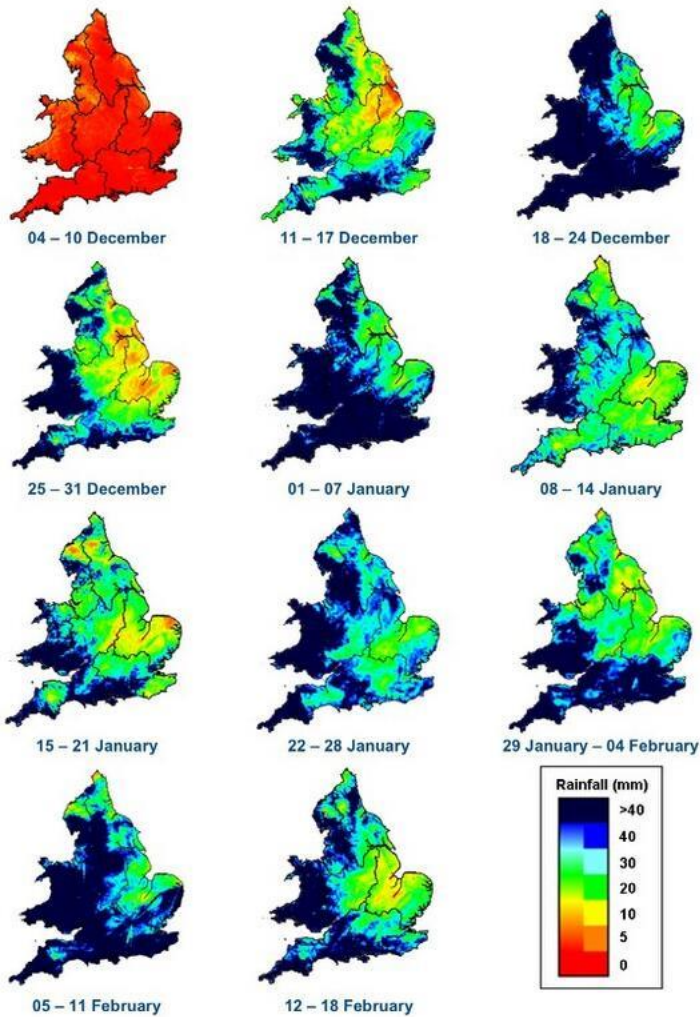 04 – 10 December
11 – 17 December
18 – 24 December
25 – 31 December
01 – 07 January
08 – 14 January
15 – 21 January
22 – 28 January
29 January – 04 February
05 – 11 February
12 – 18 February
Rainfall (mm)
>40
40
30
20
10
5
0